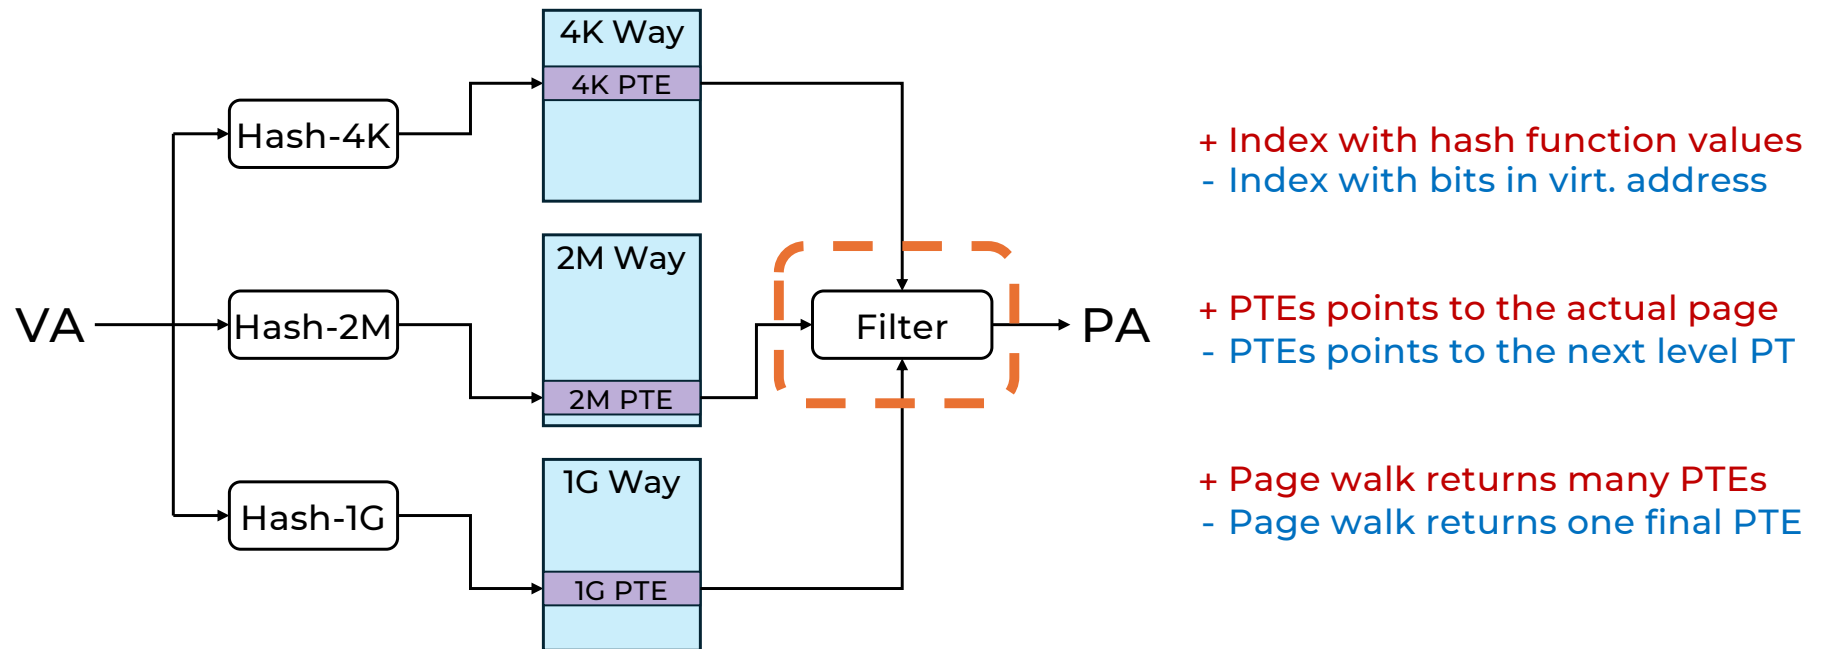 4K Way
4K PTE
Hash-4K
2M Way
VA
Hash-2M
2M PTE
Filter
PA
1G Way
Hash-1G
1G PTE
+ Index with hash function values
- Index with bits in virt. address
+ PTEs points to the actual page
- PTEs points to the next level PT
+ Page walk returns many PTEs
- Page walk returns one final PTE